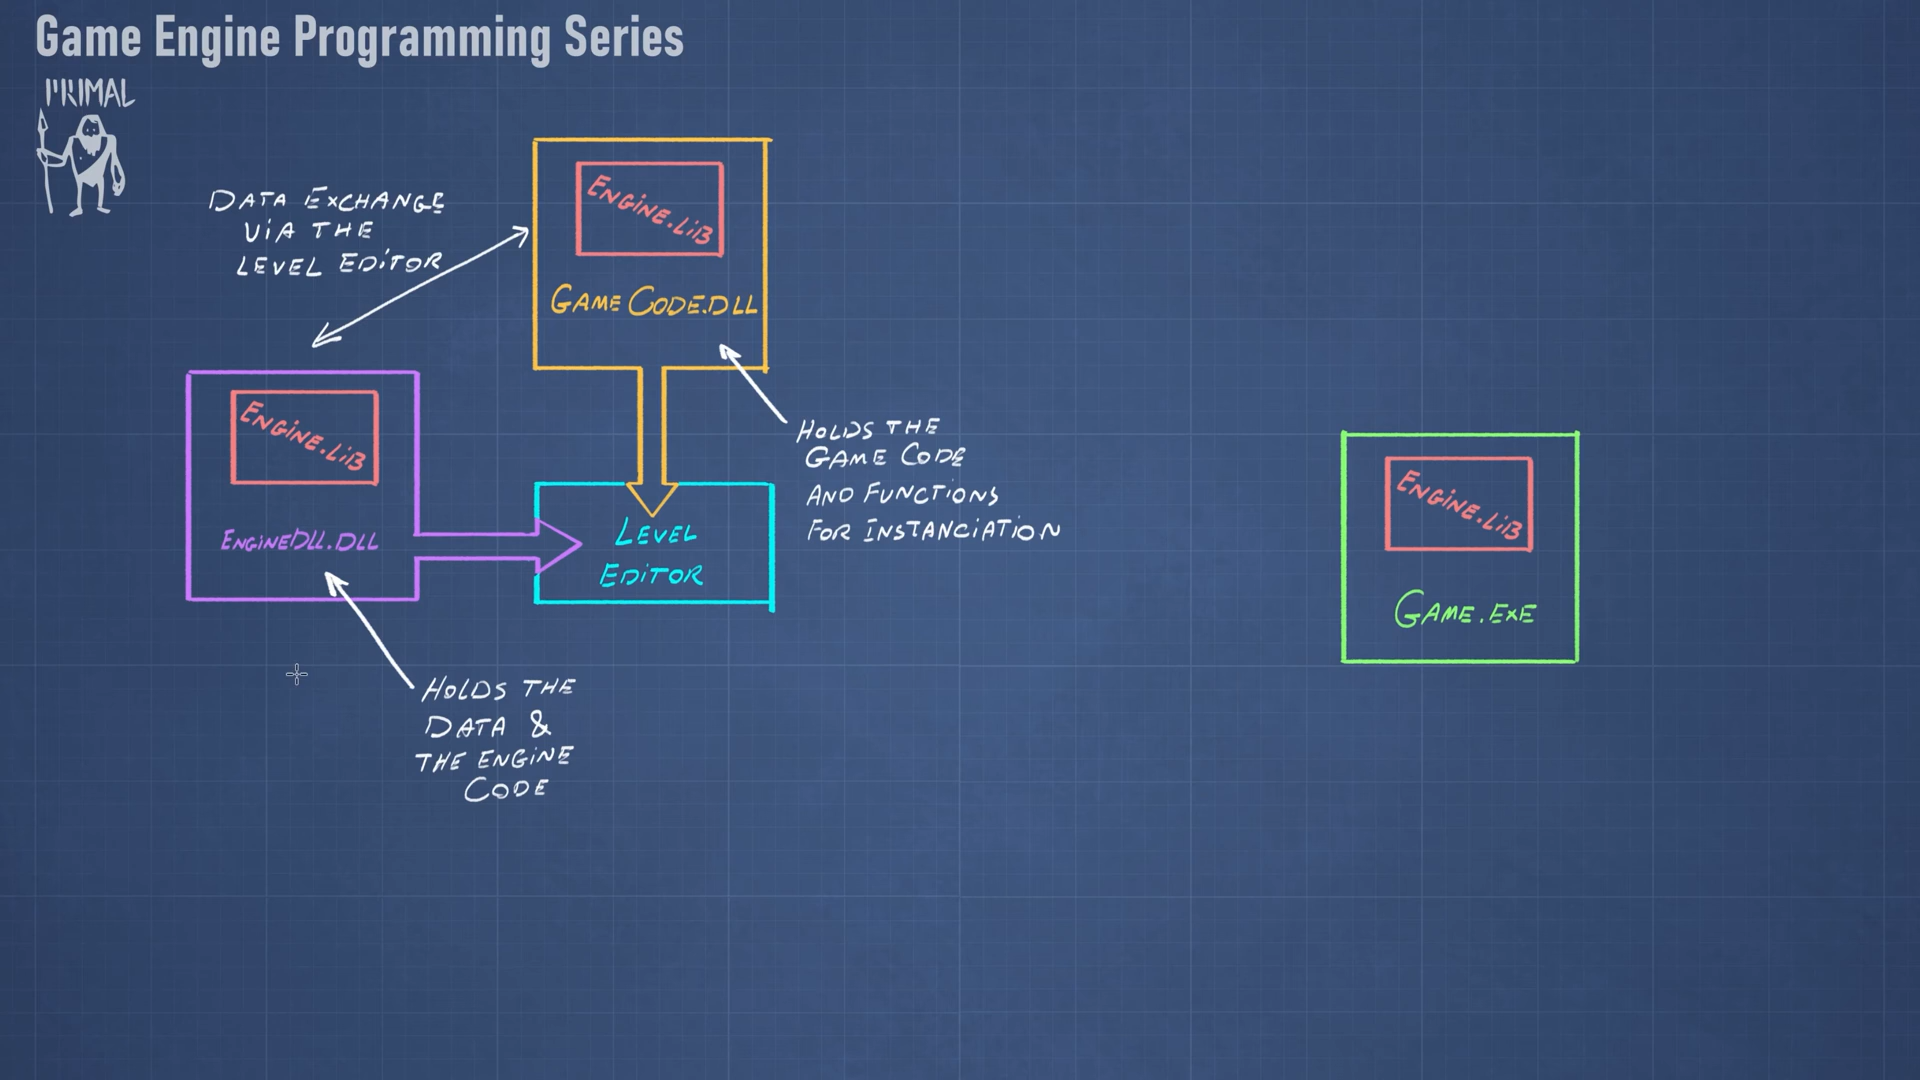 Game Engine Programming Series
PRIMAL
DATA EXCHANGE
VIA THE
LEVEL EDITOR
ENGINE.LIB
GAME CODE.DLL
ENGINE.LIB
ENGINEDLL.DLL
LEVEL
EDITOR
HOLDS THE
GAME CODE
AND FUNCTIONS
FOR INSTANCIATION
HOLDS THE
DATA &
THE ENGINE
CODE
ENGINE.LIB
GAME.EXE